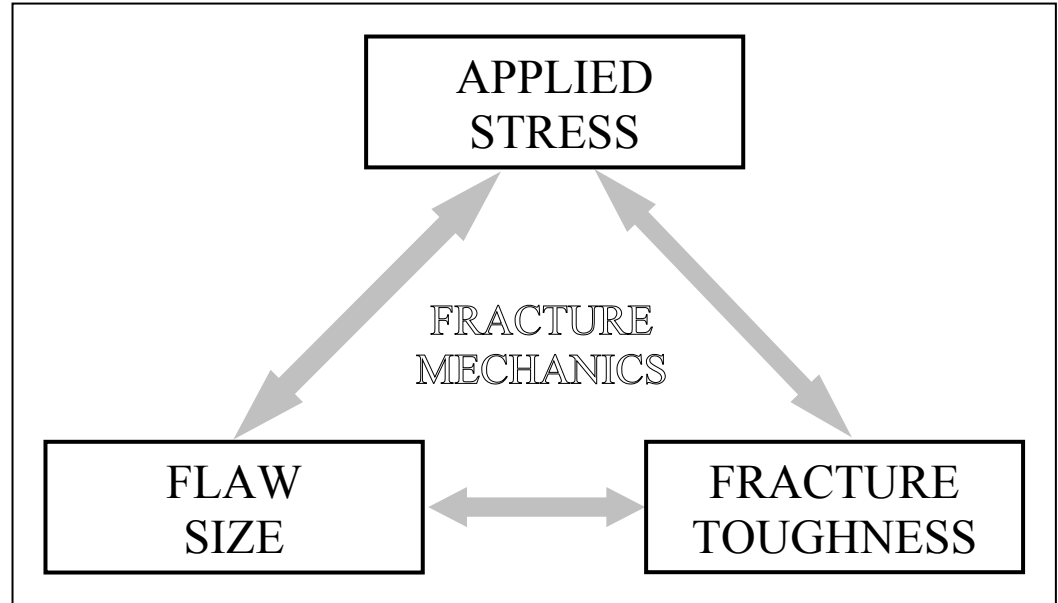 APPLIED
STRESS
FRACTURE
MECHANICS
FLAW
SIZE
FRACTURE
TOUGHNESS